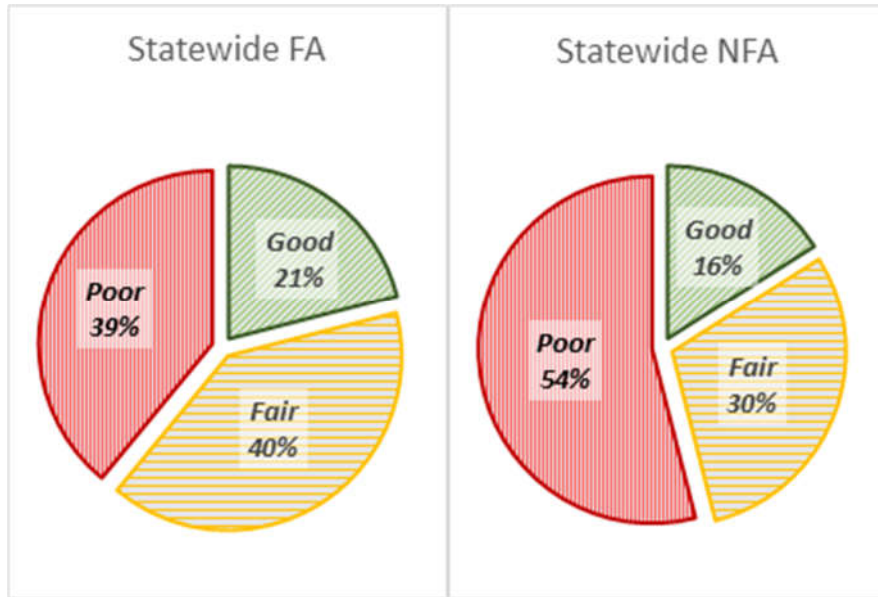 Statewide FA
Good
21%
Poor
39%
Fair
40%
Statewide NFA
Good
16%
Poor
54%
Fair
30%